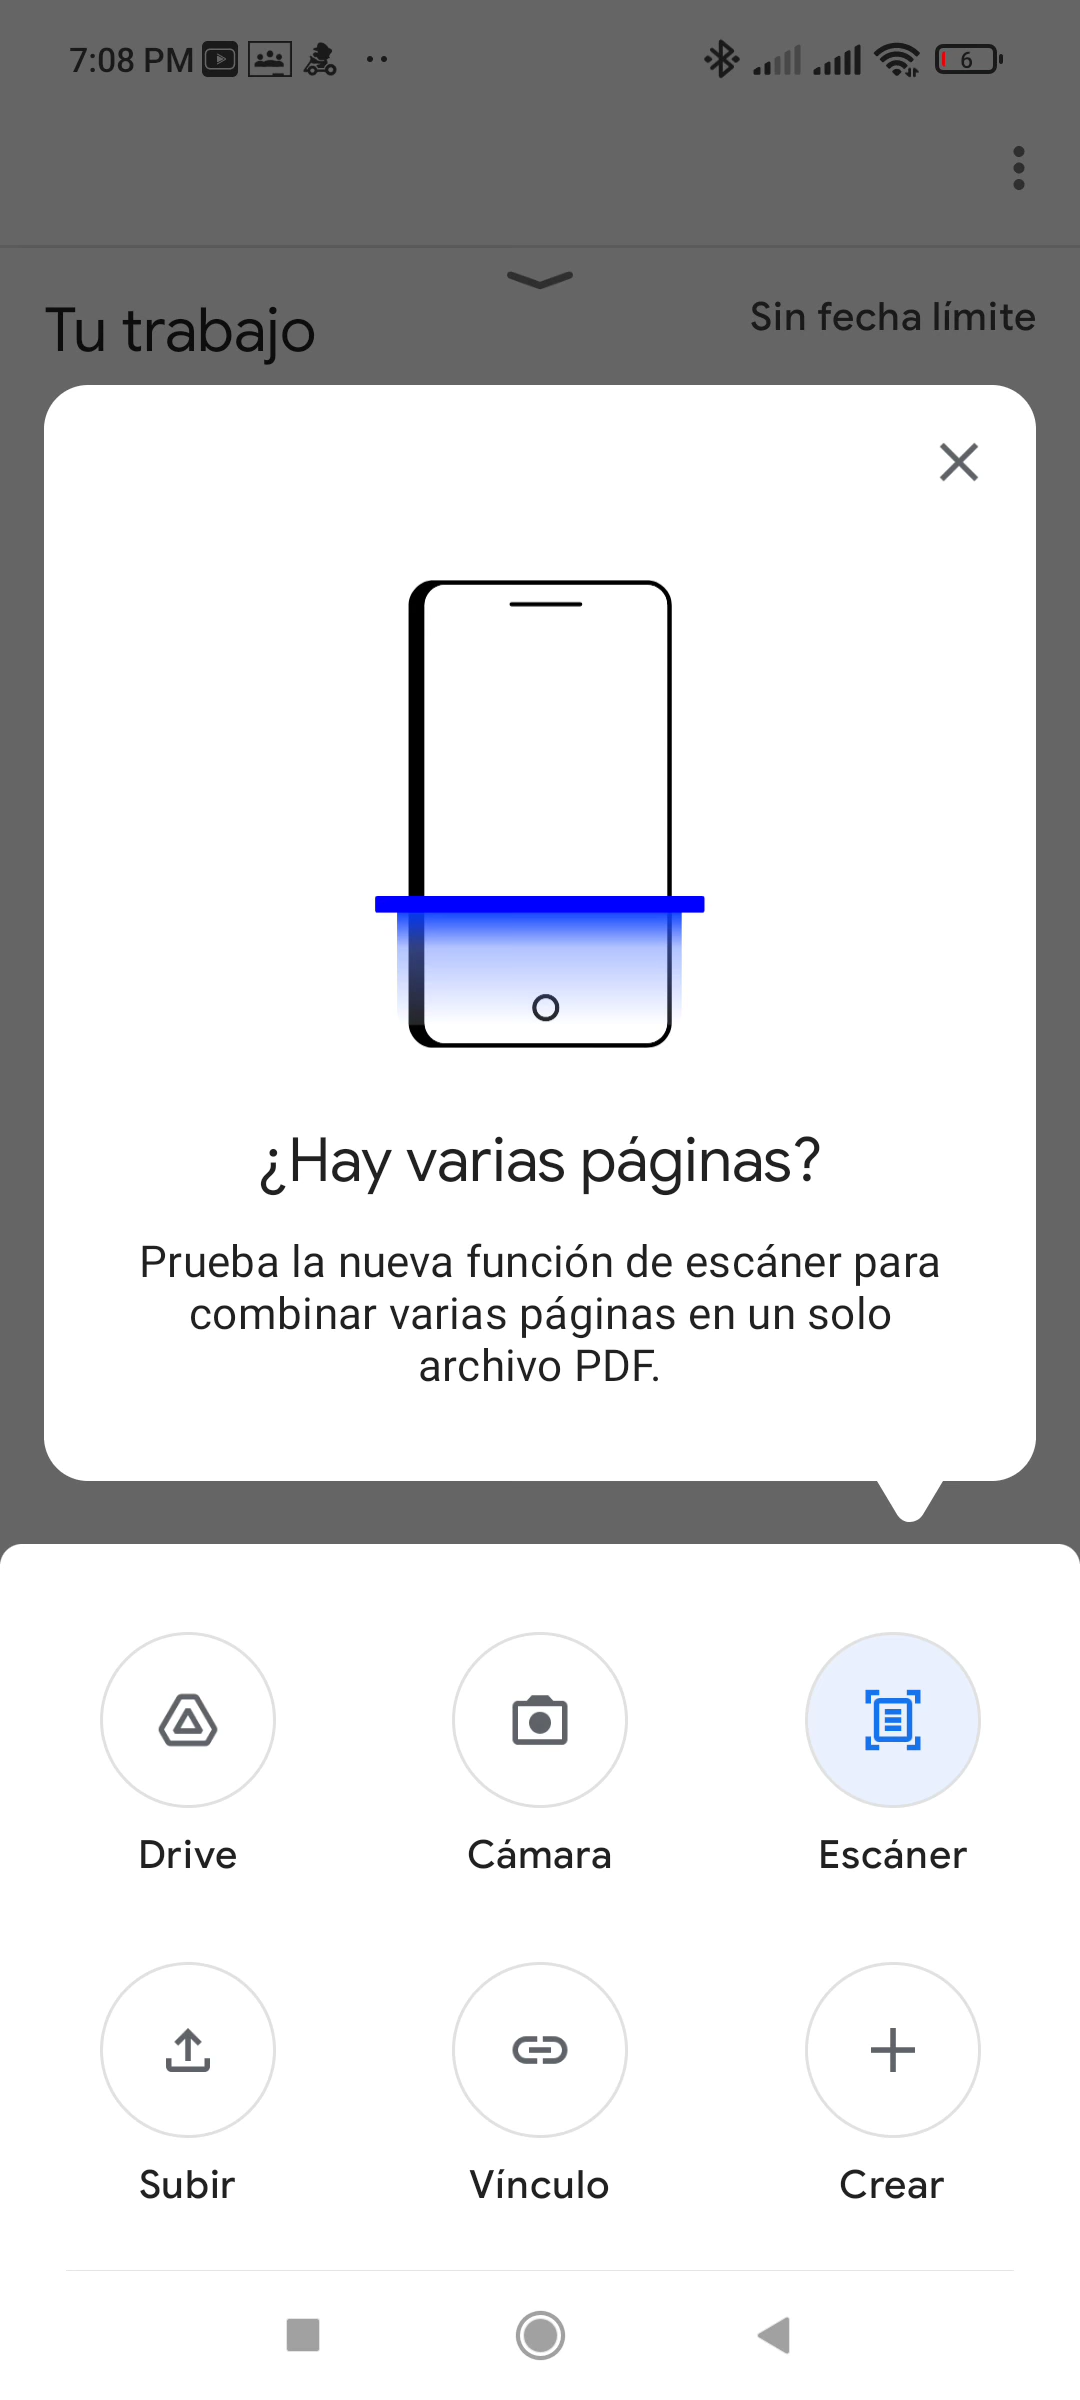 7:08 PM
6
Tu trabajo
Sin fecha límite
¿Hay varias páginas?
Prueba la nueva función de escáner para
combinar varias páginas en un solo
archivo PDF.
Drive
Cámara
Escáner
Subir
Vínculo
Crear